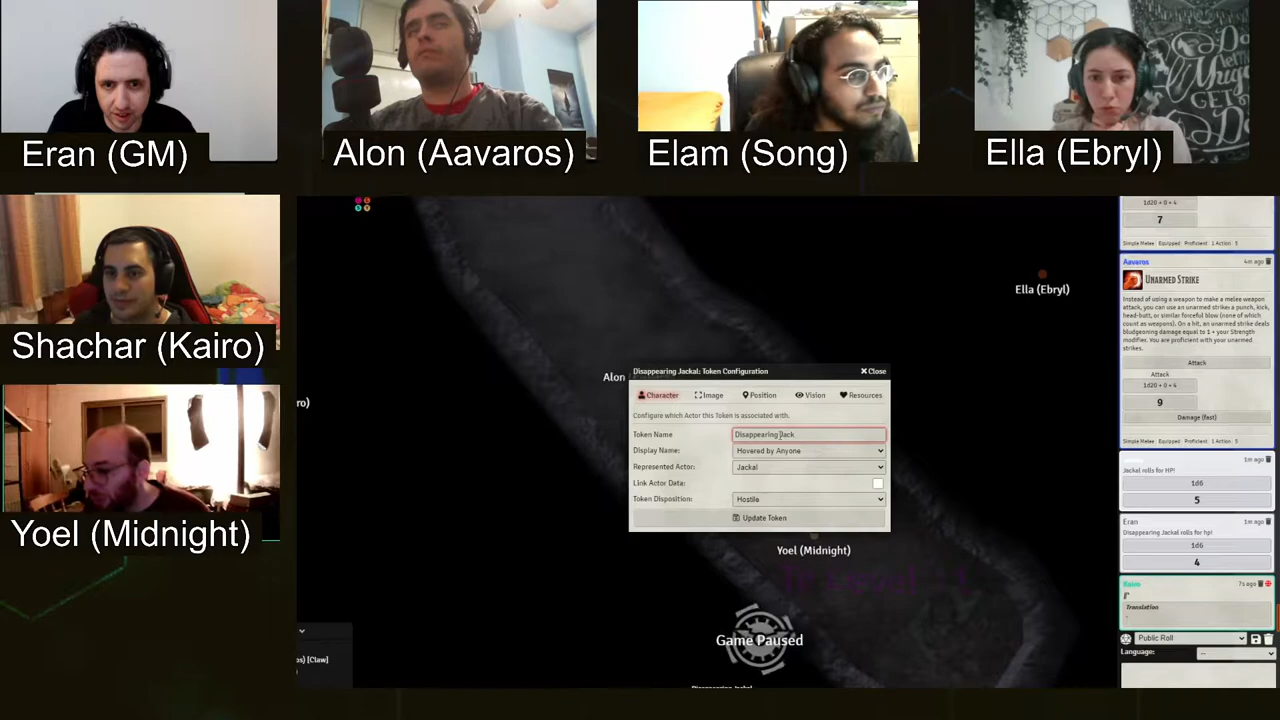 Eran (GM)
Alon (Aavaros)
Elam (Song)
Ella (Ebryl)
Shachar (Kairo)
Yoel (Midnight)
Ella (Ebryl)
Alon
ro)
Disappearing Jackal: Token Configuration
Close
Character
Image
Position
Vision
Resources
Configure which Actor this Token is associated with.
Token Name
Disappearing Jack
Display Name:
Hovered by Anyone
Represented Actor:
Jackal
Link Actor Data:
Token Disposition:
Hostile
Update Token
Yoel (Midnight)
Game Paused
Disappearing Jackal
os) [Claw]
1d20 + 0 + 4
7
Simple Melee Equipped Proficient 1 Action 5
Aavaros
4m ago
UNARMED STRIKE
Instead of using a weapon to make a melee weapon
attack, you can use an unarmed strike: a punch, kick,
head-butt, or similar forceful blow (none of which
count as weapons). On a hit, an unarmed strike deals
bludgeoning damage equal to 1 + your Strength
modifier. You are proficient with your unarmed
strikes.
Attack
Attack
1d20 + 0 + 4
9
Damage (fast)
Simple Melee Equipped Proficient 1 Action 5
1m ago
Jackal rolls for HP!
1d6
5
Eran
1m ago
Disappearing Jackal rolls for hp!
1d6
4
Kairo
7s ago
Translation
Public Roll
Language:
--